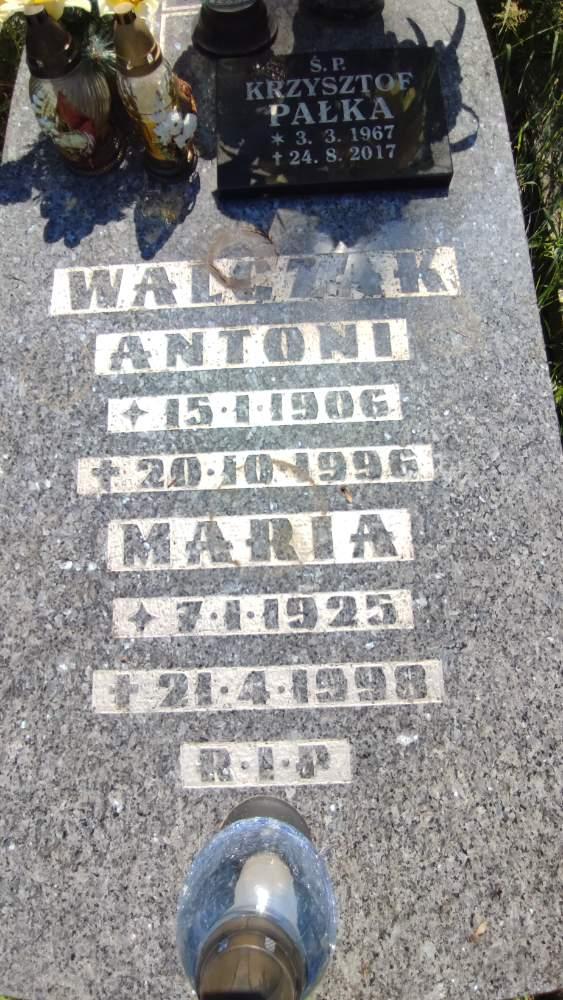 Ś. P.
KRZYSZTOF
PAŁKA
* 3. 3. 1967
† 24. 8. 2017
WALCZAK
ANTONI
✦ 15·1·1906
† 20·10·1996
MARIA
✦ 7·1·1925
† 21·4·1998
R·I·P